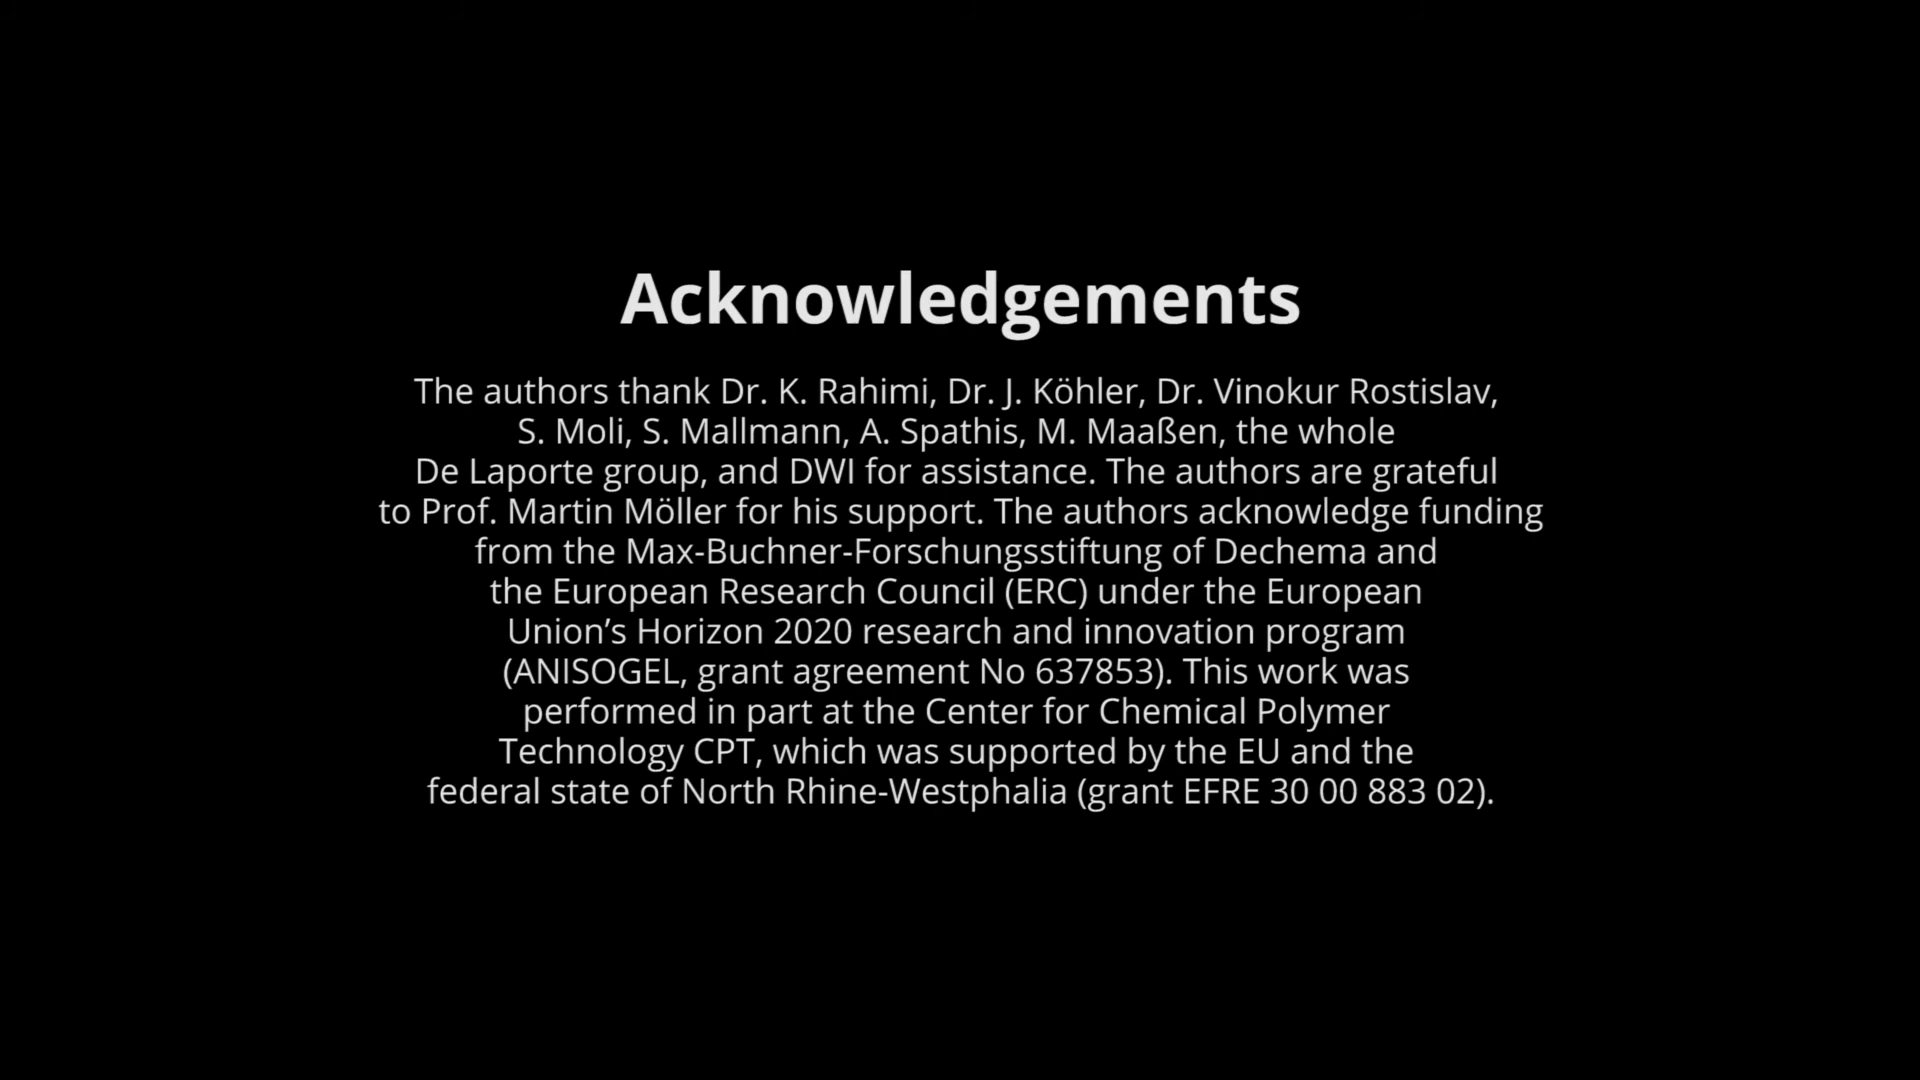 Acknowledgements
The authors thank Dr. K. Rahimi, Dr. J. Köhler, Dr. Vinokur Rostislav,
S. Moli, S. Mallmann, A. Spathis, M. Maaßen, the whole
De Laporte group, and DWI for assistance. The authors are grateful
to Prof. Martin Möller for his support. The authors acknowledge funding
from the Max-Buchner-Forschungsstiftung of Dechema and
the European Research Council (ERC) under the European
Union’s Horizon 2020 research and innovation program
(ANISOGEL, grant agreement No 637853). This work was
performed in part at the Center for Chemical Polymer
Technology CPT, which was supported by the EU and the
federal state of North Rhine-Westphalia (grant EFRE 30 00 883 02).